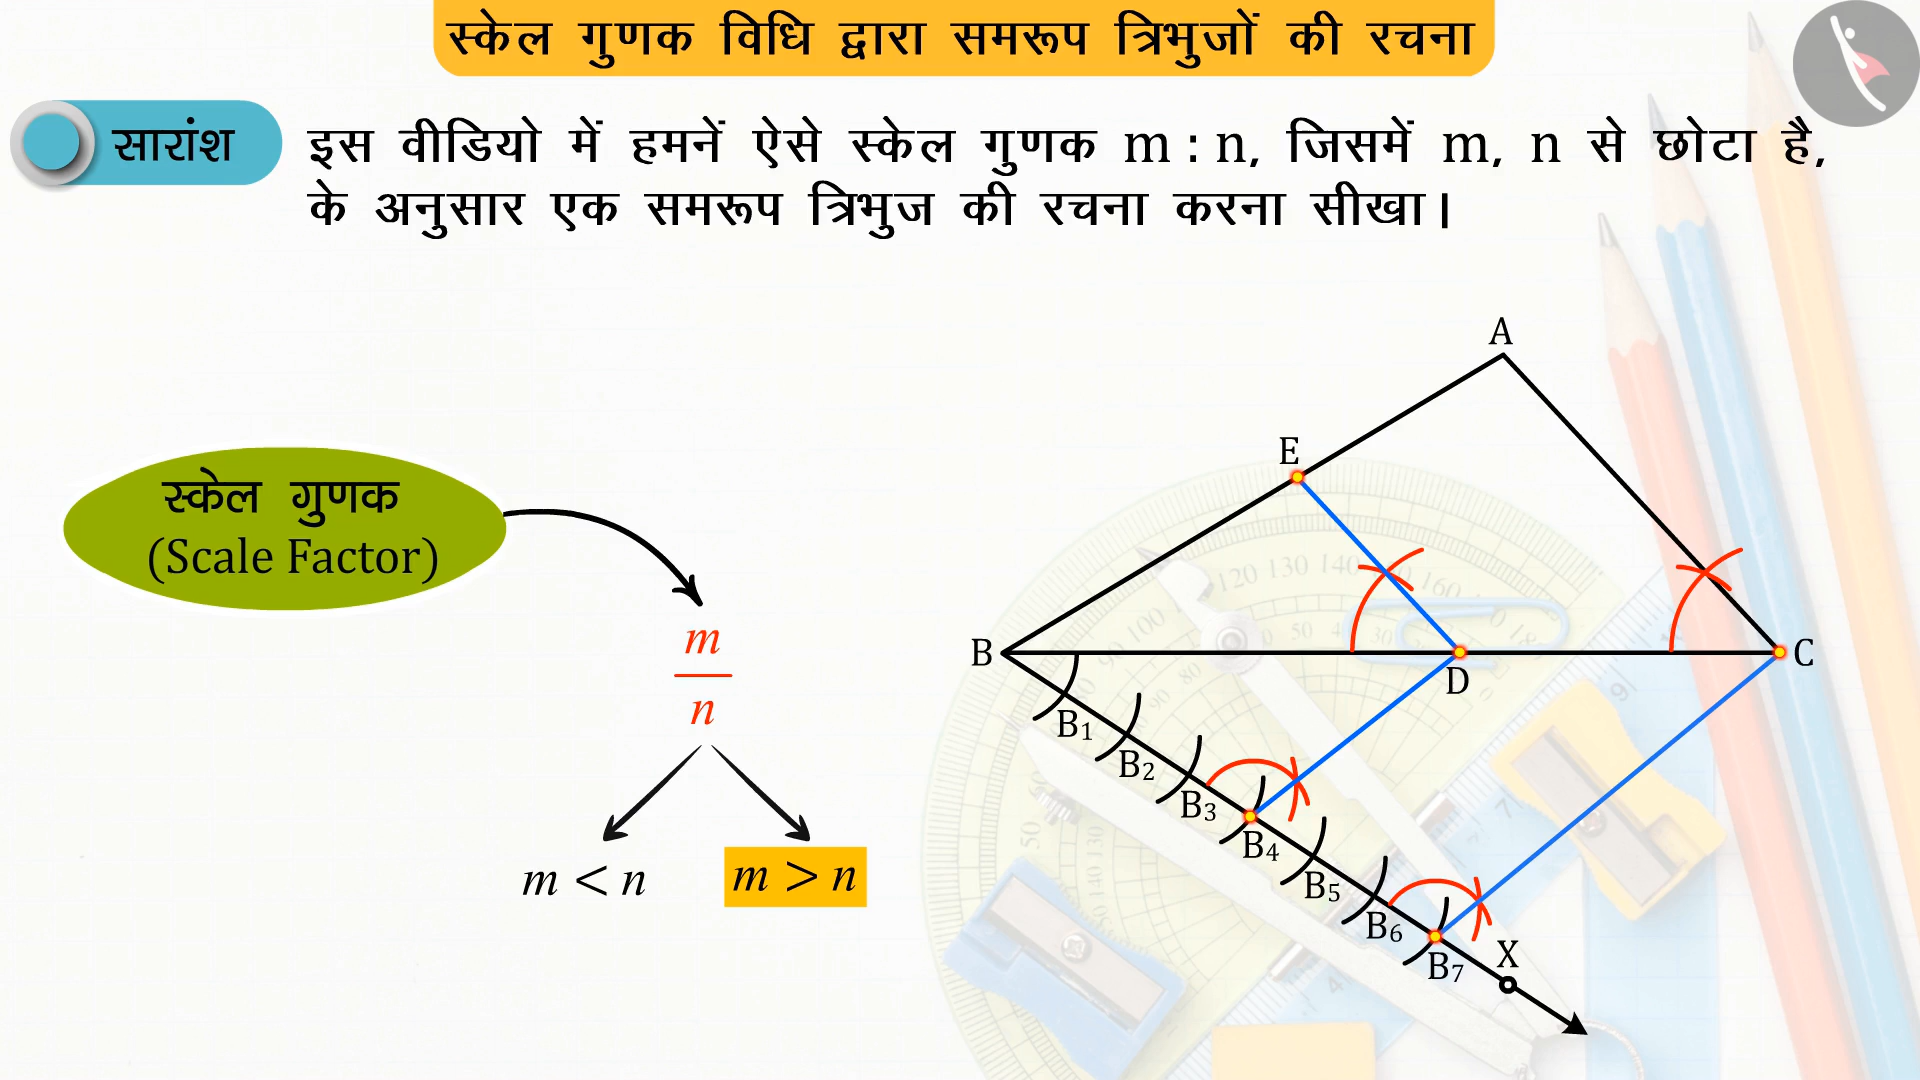 स्केल गुणक विधि द्वारा समरूप त्रिभुजों की रचना
सारांश
इस वीडियो में हमनें ऐसे स्केल गुणक m : n, जिसमें m, n से छोटा है,
के अनुसार एक समरूप त्रिभुज की रचना करना सीखा।
स्केल गुणक
(Scale Factor)
m
n
m < n
m > n
A
E
B
D
C
B1
B2
B3
B4
B5
B6
B7
X